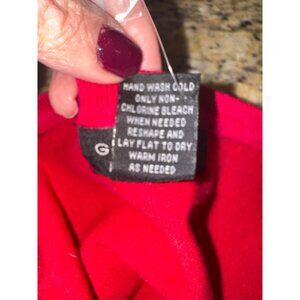 HAND WASH COLD
ONLY NON-
CHLORINE BLEACH
WHEN NEEDED
RESHAPE AND
LAY FLAT TO DRY
WARM IRON
AS NEEDED
G